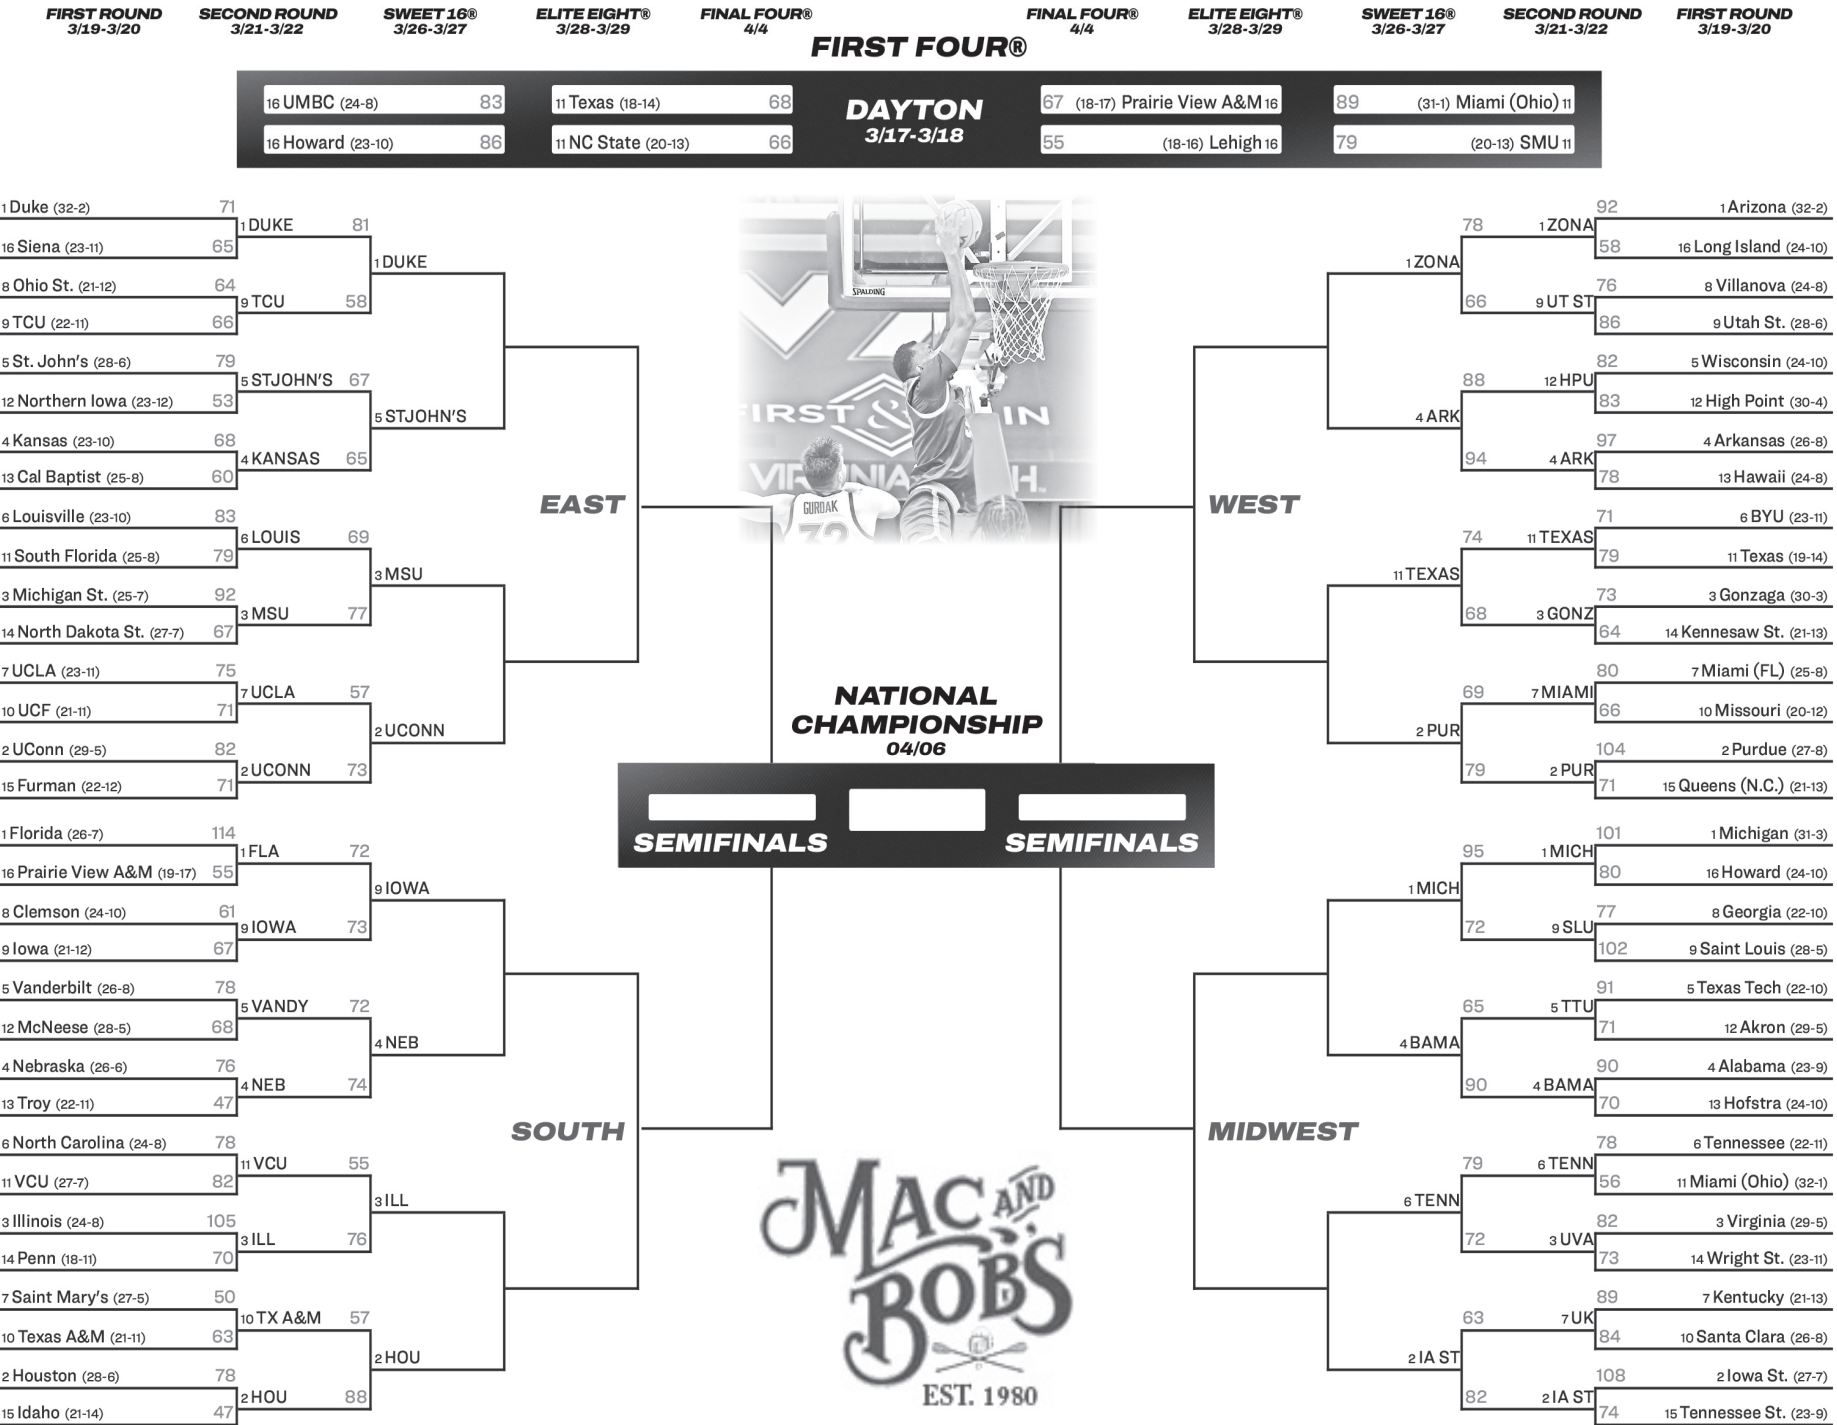 FIRST ROUND
3/19-3/20
SECOND ROUND
3/21-3/22
SWEET 16®
3/26-3/27
ELITE EIGHT®
3/28-3/29
FINAL FOUR®
4/4
FINAL FOUR®
4/4
ELITE EIGHT®
3/28-3/29
SWEET 16®
3/26-3/27
SECOND ROUND
3/21-3/22
FIRST ROUND
3/19-3/20
FIRST FOUR®
16 UMBC (24-8) 83
16 Howard (23-10) 86
11 Texas (18-14) 68
11 NC State (20-13) 66
DAYTON
3/17-3/18
67 (18-17) Prairie View A&M 16
55 (18-16) Lehigh 16
89 (31-1) Miami (Ohio) 11
79 (20-13) SMU 11
1 Duke (32-2) 71
16 Siena (23-11) 65
8 Ohio St. (21-12) 64
9 TCU (22-11) 66
5 St. John's (28-6) 79
12 Northern Iowa (23-12) 53
4 Kansas (23-10) 68
13 Cal Baptist (25-8) 60
6 Louisville (23-10) 83
11 South Florida (25-8) 79
3 Michigan St. (25-7) 92
14 North Dakota St. (27-7) 67
7 UCLA (23-11) 75
10 UCF (21-11) 71
2 UConn (29-5) 82
15 Furman (22-12) 71
1 DUKE 81
9 TCU 58
5 STJOHN'S 67
4 KANSAS 65
6 LOUIS 69
3 MSU 77
7 UCLA 57
2 UCONN 73
1 DUKE
5 STJOHN'S
3 MSU
2 UCONN
EAST
1 Florida (26-7) 114
16 Prairie View A&M (19-17) 55
8 Clemson (24-10) 61
9 Iowa (21-12) 67
5 Vanderbilt (26-8) 78
12 McNeese (28-5) 68
4 Nebraska (26-6) 76
13 Troy (22-11) 47
6 North Carolina (24-8) 78
11 VCU (27-7) 82
3 Illinois (24-8) 105
14 Penn (18-11) 70
7 Saint Mary's (27-5) 50
10 Texas A&M (21-11) 63
2 Houston (28-6) 78
15 Idaho (21-14) 47
1 FLA 72
9 IOWA 73
5 VANDY 72
4 NEB 74
11 VCU 55
3 ILL 76
10 TX A&M 57
2 HOU 88
9 IOWA
4 NEB
3 ILL
2 HOU
SOUTH
SPALDING
FIRST & IN
VIRGINIA H.
GURDAK
32
NATIONAL
CHAMPIONSHIP
04/06
SEMIFINALS
SEMIFINALS
MAC AND
BOB'S
EST. 1980
WEST
1 ZONA
4 ARK
11 TEXAS
2 PUR
78 1 ZONA
66 9 UT ST
88 12 HPU
94 4 ARK
74 11 TEXAS
68 3 GONZ
69 7 MIAMI
79 2 PUR
92 1 Arizona (32-2)
58 16 Long Island (24-10)
76 8 Villanova (24-8)
86 9 Utah St. (28-6)
82 5 Wisconsin (24-10)
83 12 High Point (30-4)
97 4 Arkansas (26-8)
78 13 Hawaii (24-8)
71 6 BYU (23-11)
79 11 Texas (19-14)
73 3 Gonzaga (30-3)
64 14 Kennesaw St. (21-13)
80 7 Miami (FL) (25-8)
66 10 Missouri (20-12)
104 2 Purdue (27-8)
71 15 Queens (N.C.) (21-13)
MIDWEST
1 MICH
4 BAMA
6 TENN
2 IA ST
95 1 MICH
72 9 SLU
65 5 TTU
90 4 BAMA
79 6 TENN
72 3 UVA
63 7 UK
82 2 IA ST
101 1 Michigan (31-3)
80 16 Howard (24-10)
77 8 Georgia (22-10)
102 9 Saint Louis (28-5)
91 5 Texas Tech (22-10)
71 12 Akron (29-5)
90 4 Alabama (23-9)
70 13 Hofstra (24-10)
78 6 Tennessee (22-11)
56 11 Miami (Ohio) (32-1)
82 3 Virginia (29-5)
73 14 Wright St. (23-11)
89 7 Kentucky (21-13)
84 10 Santa Clara (26-8)
108 2 Iowa St. (27-7)
74 15 Tennessee St. (23-9)